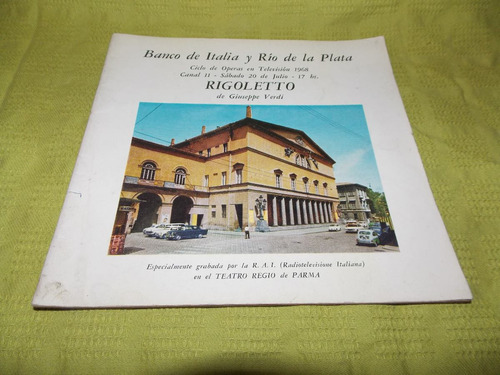 Banco de Italia y Río de la Plata
Ciclo de Operas en Televisión 1968
Canal 11 - Sábado 20 de Julio - 17 hs.
RIGOLETTO
de Giuseppe Verdi
Especialmente grabada por la R. A. I. (Radiotelevisione Italiana)
en el TEATRO REGIO de PARMA